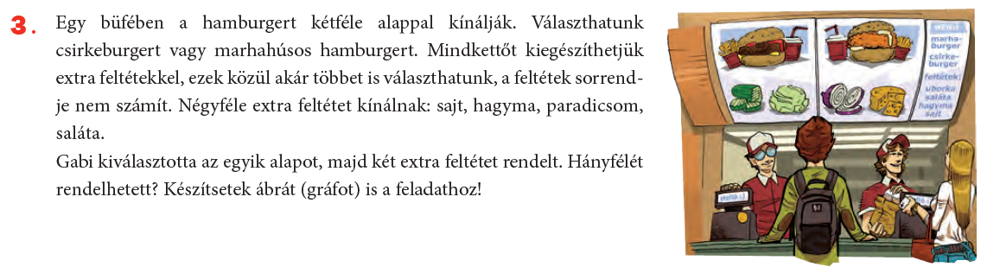 3.
Egy büfében a hamburgert kétféle alappal kínálják. Választhatunk
csirkeburgert vagy marhahúsos hamburgert. Mindkettőt kiegészíthetjük
extra feltétekkel, ezek közül akár többet is választhatunk, a feltétek sorrend-
je nem számít. Négyféle extra feltétet kínálnak: sajt, hagyma, paradicsom,
saláta.
Gabi kiválasztotta az egyik alapot, majd két extra feltétet rendelt. Hányfélét
rendelhetett? Készítsetek ábrát (gráfot) is a feladathoz!
MENÜ
marha-
burger
csirke-
burger
feltétek:
uborka
saláta
hagyma
sajt
Helló :)
Helló :)